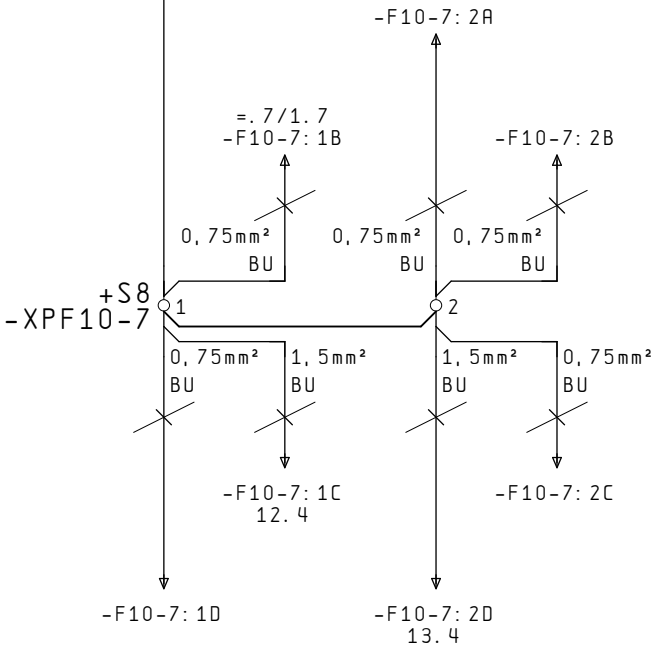 -F10-7:2A
=.7/1.7
-F10-7:1B
-F10-7:2B
0,75mm²
0,75mm²
0,75mm²
BU
BU
BU
+S8
-XPF10-7
1
2
0,75mm²
1,5mm²
1,5mm²
0,75mm²
BU
BU
BU
BU
-F10-7:1C
12.4
-F10-7:2C
-F10-7:1D
-F10-7:2D
13.4